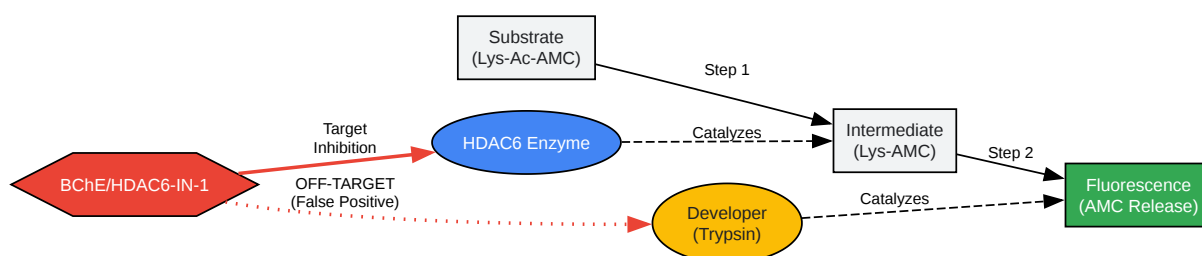 Substrate
(Lys-Ac-AMC)
Step 1
Target
Inhibition
HDAC6 Enzyme
Catalyzes
Intermediate
(Lys-AMC)
Step 2
BChE/HDAC6-IN-1
OFF-TARGET
(False Positive)
Developer
(Trypsin)
Catalyzes
Fluorescence
(AMC Release)